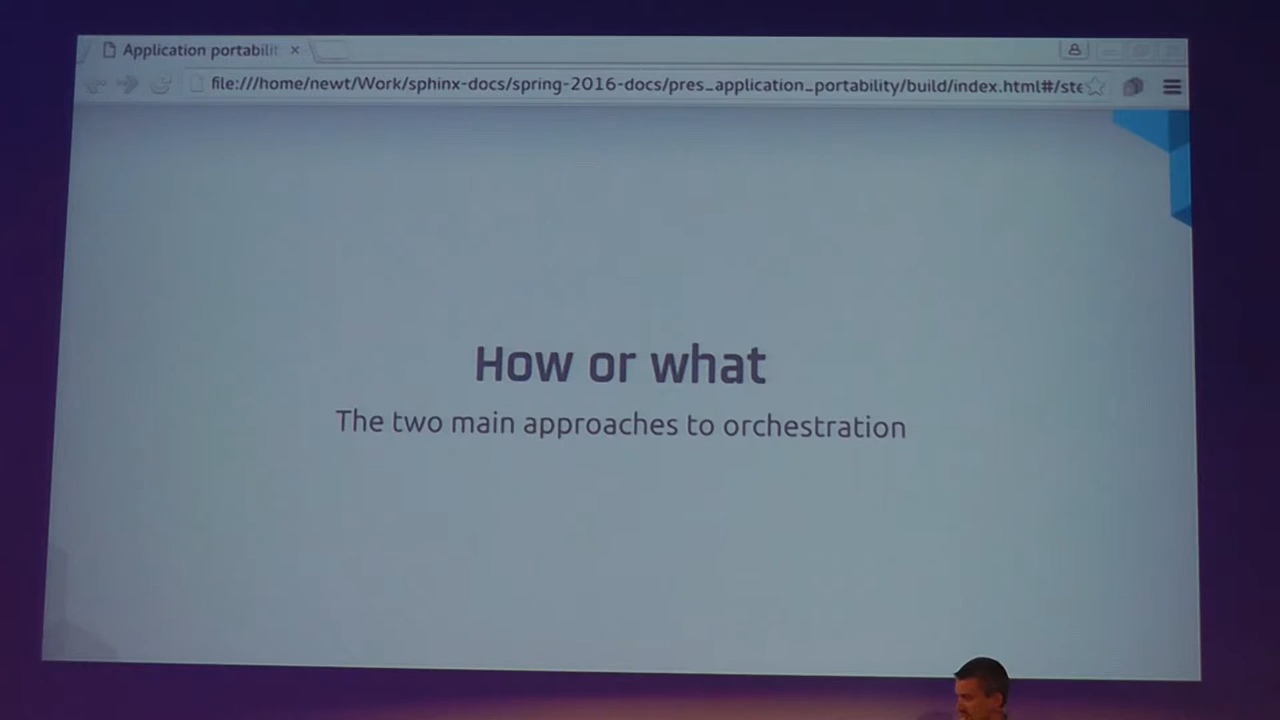 Application portabilit
file:///home/newt/Work/sphinx-docs/spring-2016-docs/pres_application_portability/build/index.html#/ste
How or what
The two main approaches to orchestration